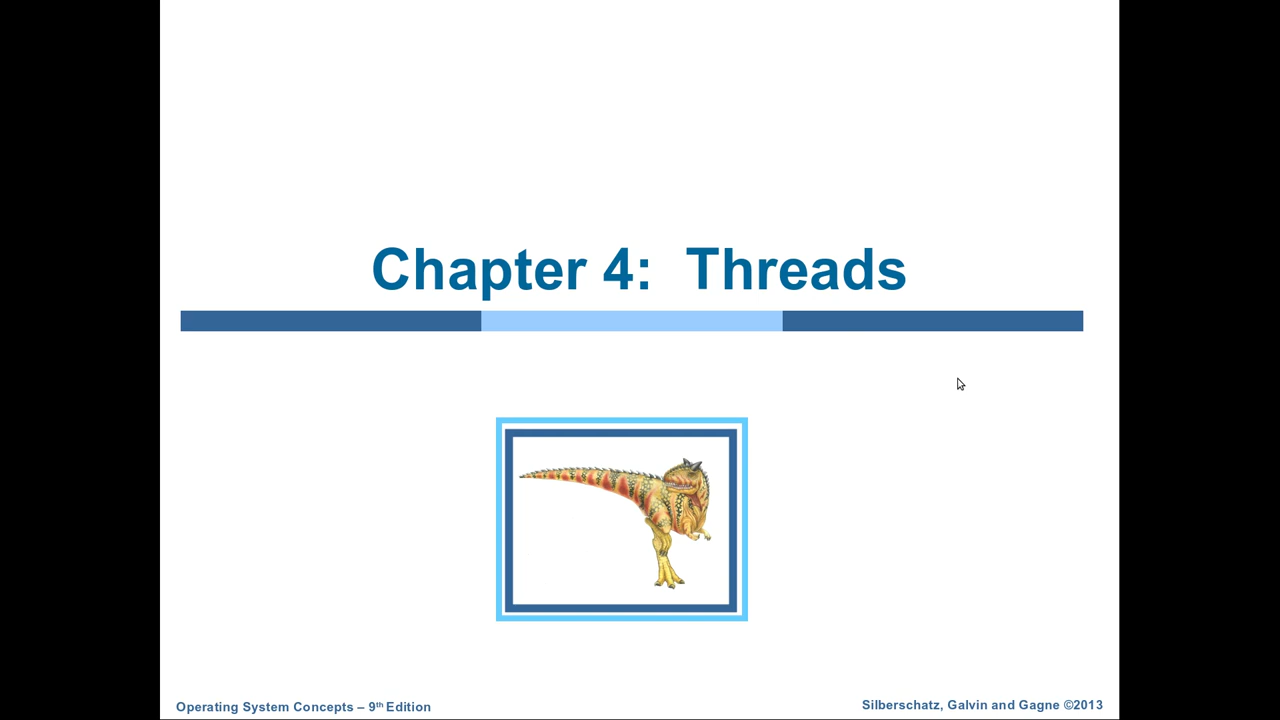 Chapter 4:  Threads
Operating System Concepts – 9th Edition
Silberschatz, Galvin and Gagne ©2013